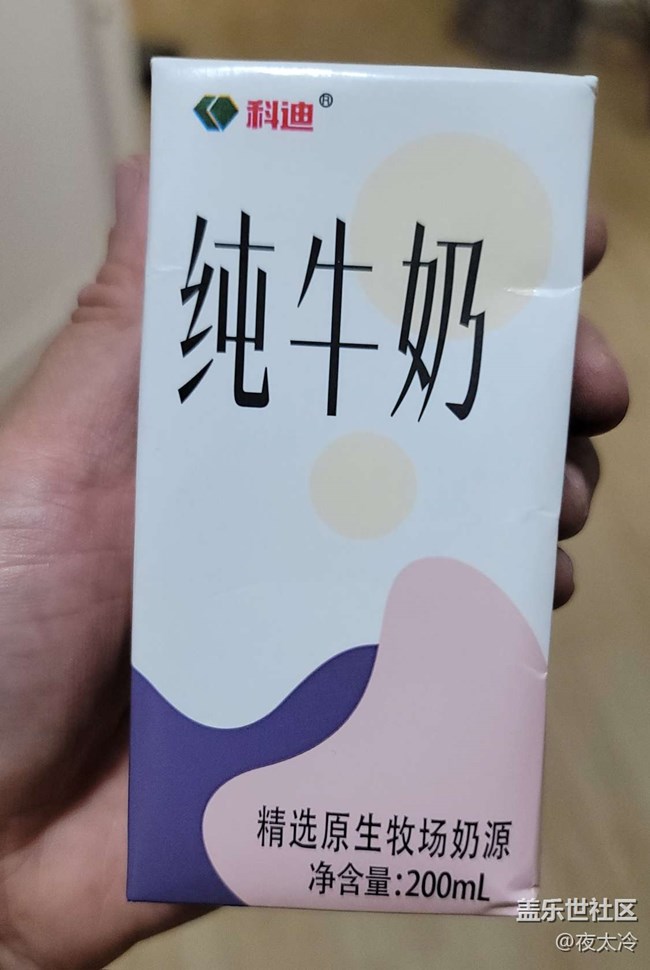 科迪®
纯牛奶
精选原生牧场奶源
净含量:200mL
盖乐世社区
@夜太冷